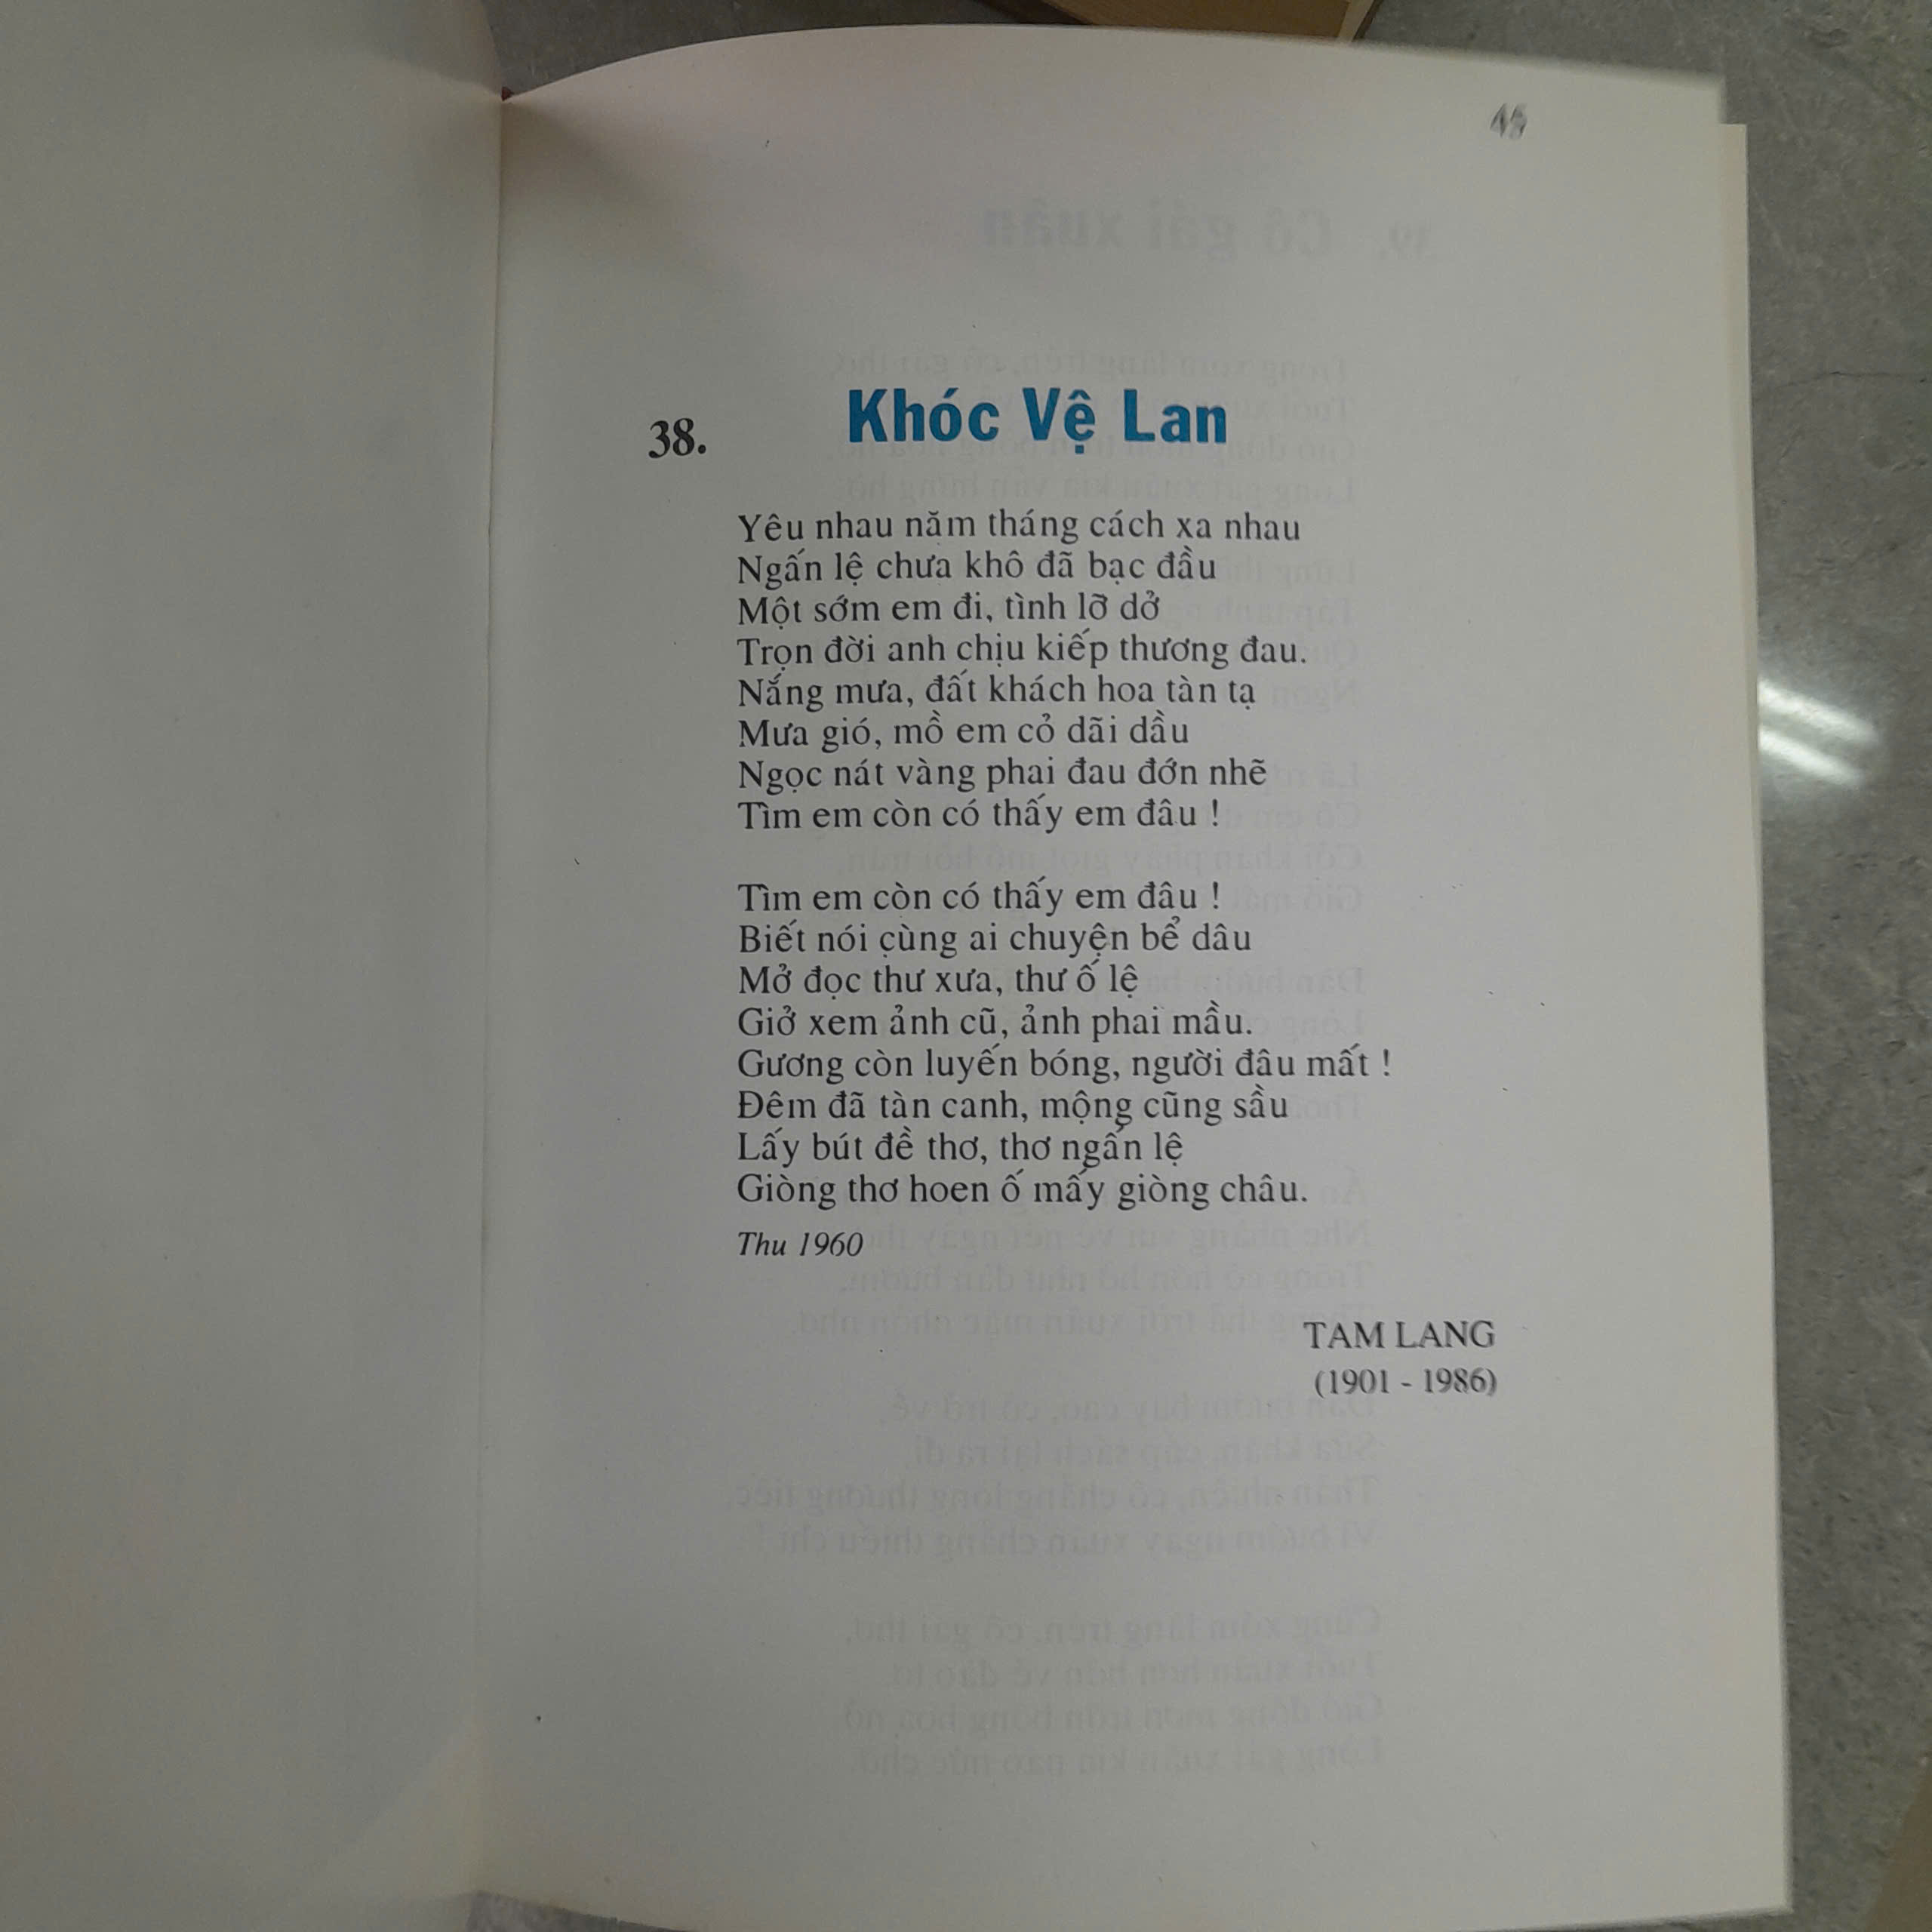 38. Khóc Vệ Lan
Yêu nhau năm tháng cách xa nhau
Ngấn lệ chưa khô đã bạc đầu
Một sớm em đi, tình lỡ dở
Trọn đời anh chịu kiếp thương đau.
Nắng mưa, đất khách hoa tàn tạ
Mưa gió, mồ em cỏ dãi dầu
Ngọc nát vàng phai đau đớn nhẽ
Tìm em còn có thấy em đâu !
Tìm em còn có thấy em đâu !
Biết nói cùng ai chuyện bể dâu
Mở đọc thư xưa, thư ố lệ
Giở xem ảnh cũ, ảnh phai mầu.
Gương còn luyến bóng, người đâu mất !
Đêm đã tàn canh, mộng cũng sầu
Lấy bút đề thơ, thơ ngấn lệ
Giòng thơ hoen ố mấy giòng châu.
Thu 1960
TAM LANG
(1901 - 1986)